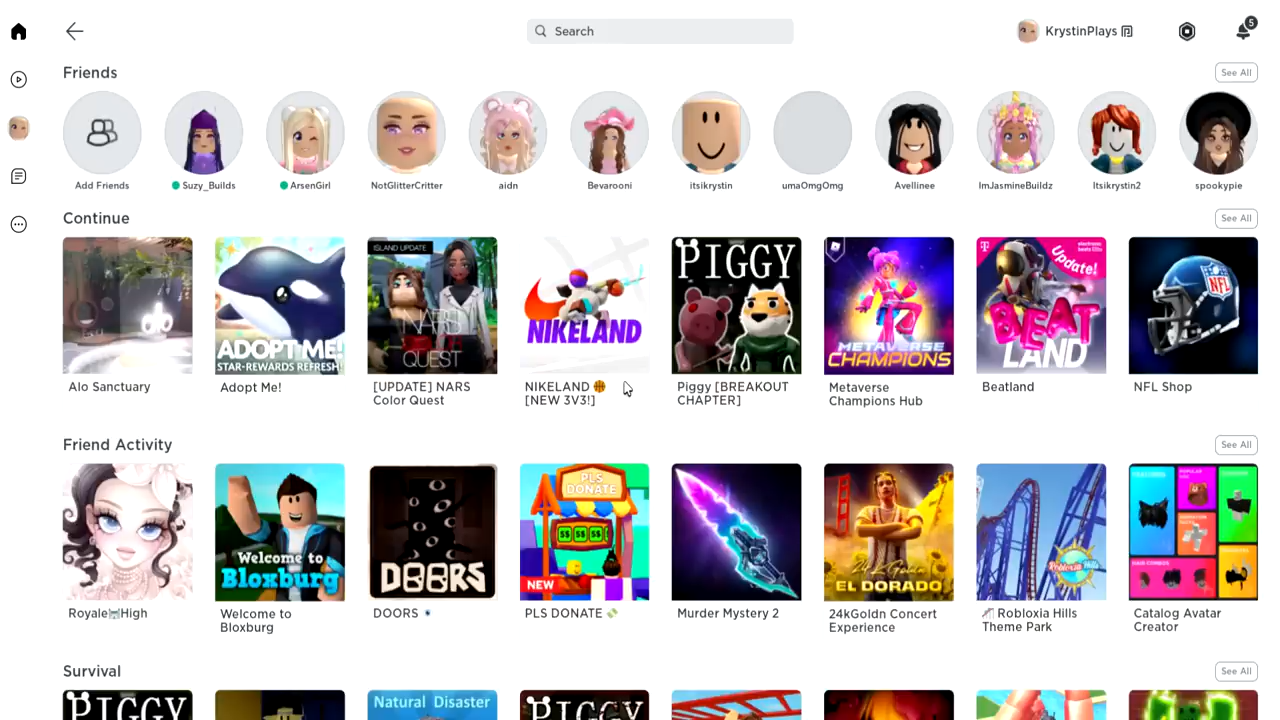 Search
KrystinPlays
5
Friends
See All
Add Friends
Suzy_Builds
ArsenGirl
NotGlitterCritter
aidn
Bevarooni
itsikrystin
umaOmgOmg
Avellinee
ImJasmineBuildz
Itsikrystin2
spookypie
Continue
See All
ADOPT ME!
STAR-REWARDS REFRESH!
ISLAND UPDATE
NARS
QUEST
NIKELAND
PIGGY
METAVERSE
CHAMPIONS
Update!
BEAT
LAND
NFL
Alo Sanctuary
Adopt Me!
[UPDATE] NARS
Color Quest
NIKELAND 🏀
[NEW 3V3!]
Piggy [BREAKOUT
CHAPTER]
Metaverse
Champions Hub
Beatland
NFL Shop
Friend Activity
See All
Welcome to
Bloxburg
DOORS
PLS
DONATE
$$ $$ $$
NEW
24kGoldn
EL DORADO
Robloxia
Hills
Royale High
Welcome to
Bloxburg
DOORS
PLS DONATE 💸
Murder Mystery 2
24kGoldn Concert
Experience
🎢 Robloxia Hills
Theme Park
Catalog Avatar
Creator
Survival
See All
PIGGY
Natural Disaster
PIGGY